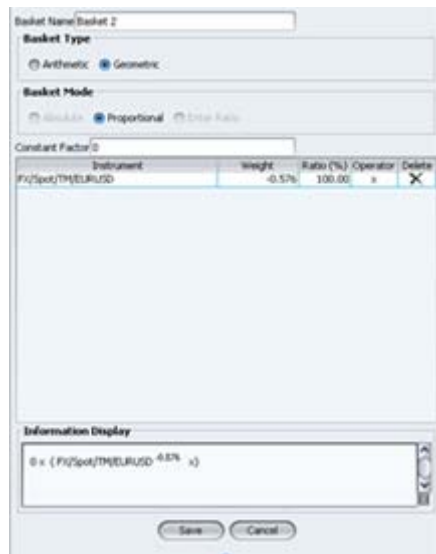 Basket Name Basket 2
Basket Type
Arithmetic Geometric
Basket Mode
Absolute Proportional Enter Ratio
Constant Factor 0
Instrument Weight Ratio (%) Operator Delete
FX/Spot/TM/EURUSD -0.576 100.00 x X
Information Display
0 x ( FX/Spot/TM/EURUSD -0.576 x)
Save Cancel